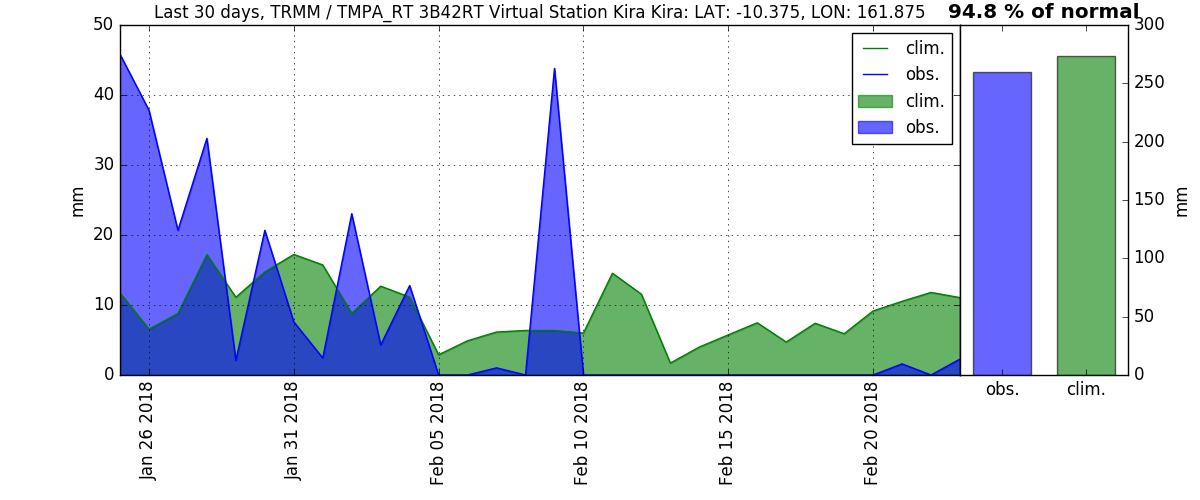 Last 30 days, TRMM / TMPA_RT 3B42RT Virtual Station Kira Kira: LAT: -10.375, LON: 161.875
94.8 % of normal
50
40
30
20
10
0
mm
clim.
obs.
clim.
obs.
Jan 26 2018
Jan 31 2018
Feb 05 2018
Feb 10 2018
Feb 15 2018
Feb 20 2018
300
250
200
150
100
50
0
mm
obs.
clim.